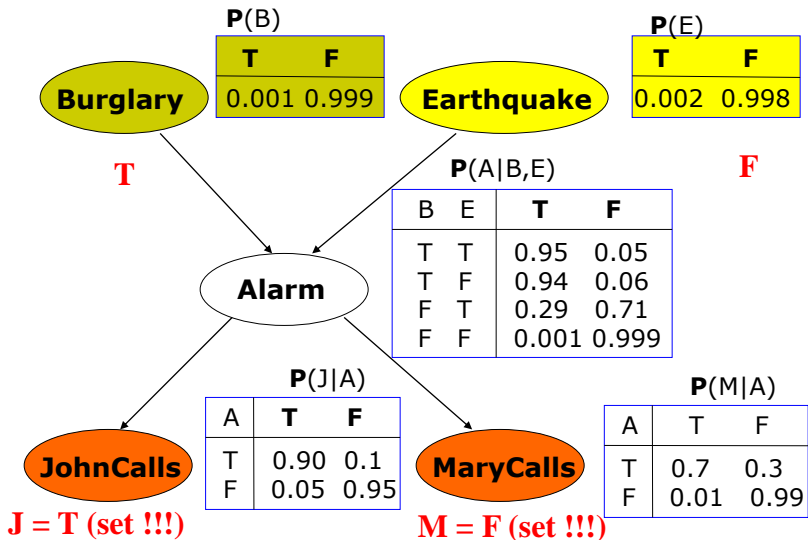 P(B)
T F
Burglary
0.001 0.999
T
P(E)
T F
Earthquake
0.002 0.998
F
P(A|B,E)
B E T F
T T 0.95 0.05
T F 0.94 0.06
F T 0.29 0.71
F F 0.001 0.999
Alarm
P(J|A)
A T F
T 0.90 0.1
F 0.05 0.95
JohnCalls
J = T (set !!!)
P(M|A)
A T F
T 0.7 0.3
F 0.01 0.99
MaryCalls
M = F (set !!!)